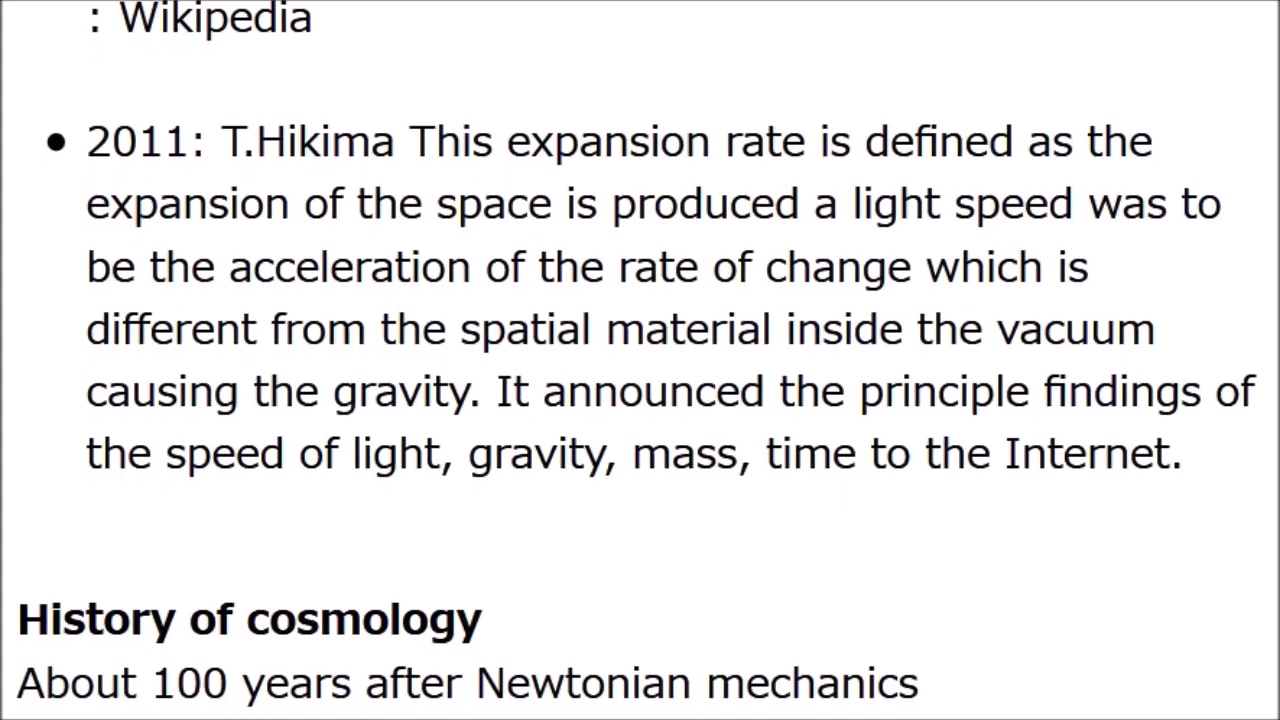 : Wikipedia
• 2011: T.Hikima This expansion rate is defined as the
expansion of the space is produced a light speed was to
be the acceleration of the rate of change which is
different from the spatial material inside the vacuum
causing the gravity. It announced the principle findings of
the speed of light, gravity, mass, time to the Internet.
History of cosmology
About 100 years after Newtonian mechanics